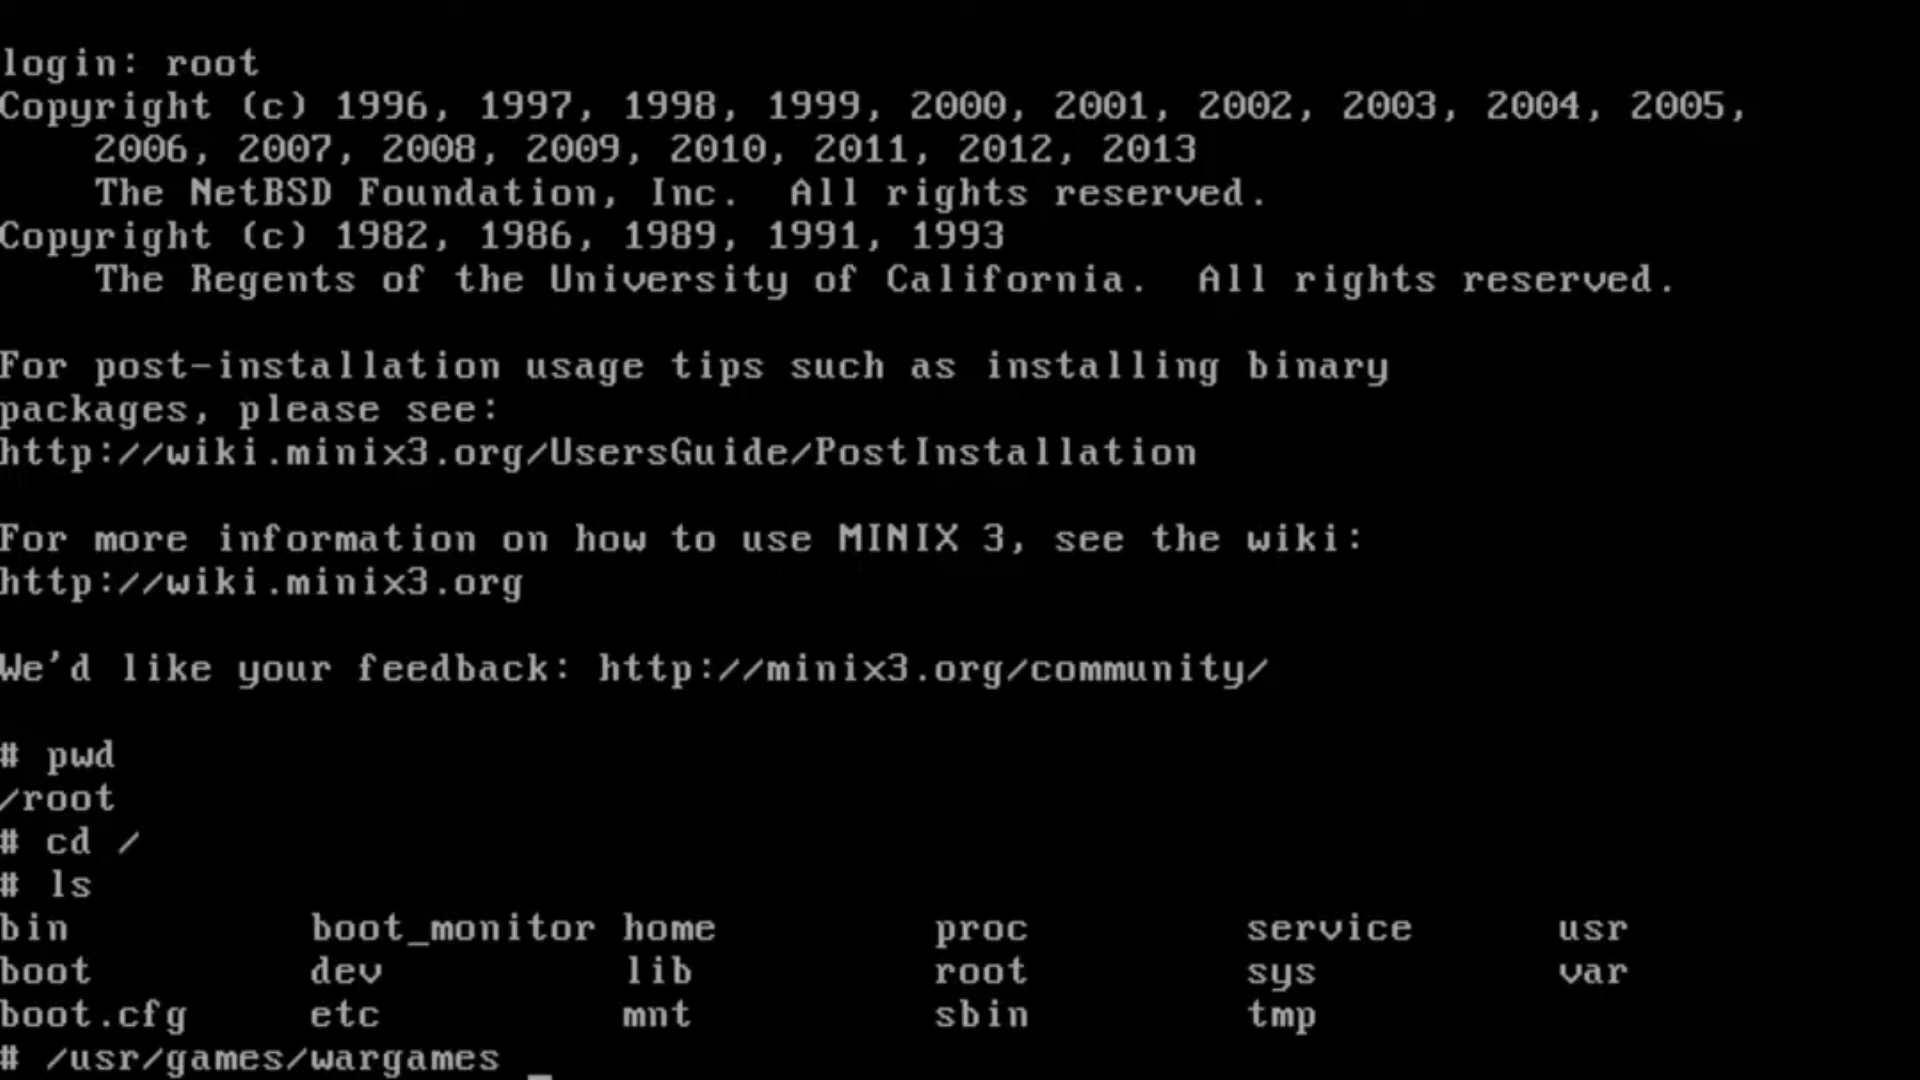 login: root
Copyright (c) 1996, 1997, 1998, 1999, 2000, 2001, 2002, 2003, 2004, 2005,
2006, 2007, 2008, 2009, 2010, 2011, 2012, 2013
The NetBSD Foundation, Inc.  All rights reserved.
Copyright (c) 1982, 1986, 1989, 1991, 1993
The Regents of the University of California.  All rights reserved.
For post-installation usage tips such as installing binary
packages, please see:
http://wiki.minix3.org/UsersGuide/PostInstallation
For more information on how to use MINIX 3, see the wiki:
http://wiki.minix3.org
We'd like your feedback: http://minix3.org/community/
# pwd
/root
# cd /
# ls
bin boot_monitor home proc service usr
boot dev lib root sys var
boot.cfg etc mnt sbin tmp
# /usr/games/wargames _